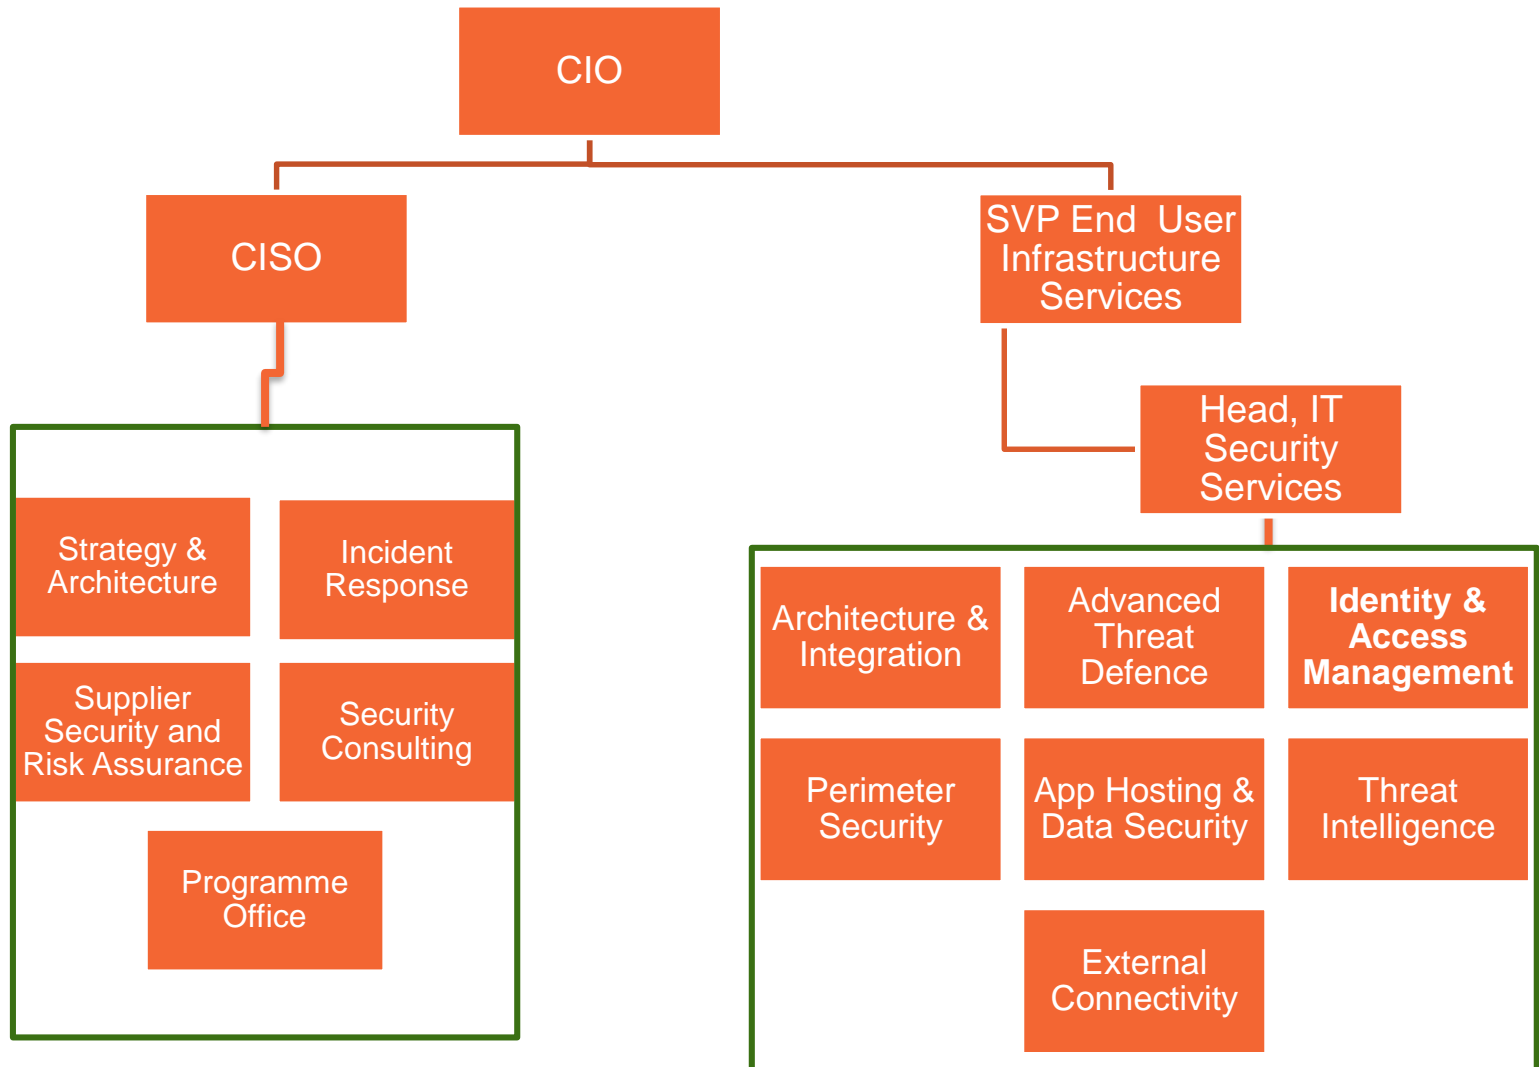 CIO
CISO
SVP End  User
Infrastructure
Services
Head, IT
Security
Services
Strategy &
Architecture
Incident
Response
Supplier
Security and
Risk Assurance
Security
Consulting
Programme
Office
Architecture &
Integration
Advanced
Threat
Defence
Identity &
Access
Management
Perimeter
Security
App Hosting &
Data Security
Threat
Intelligence
External
Connectivity